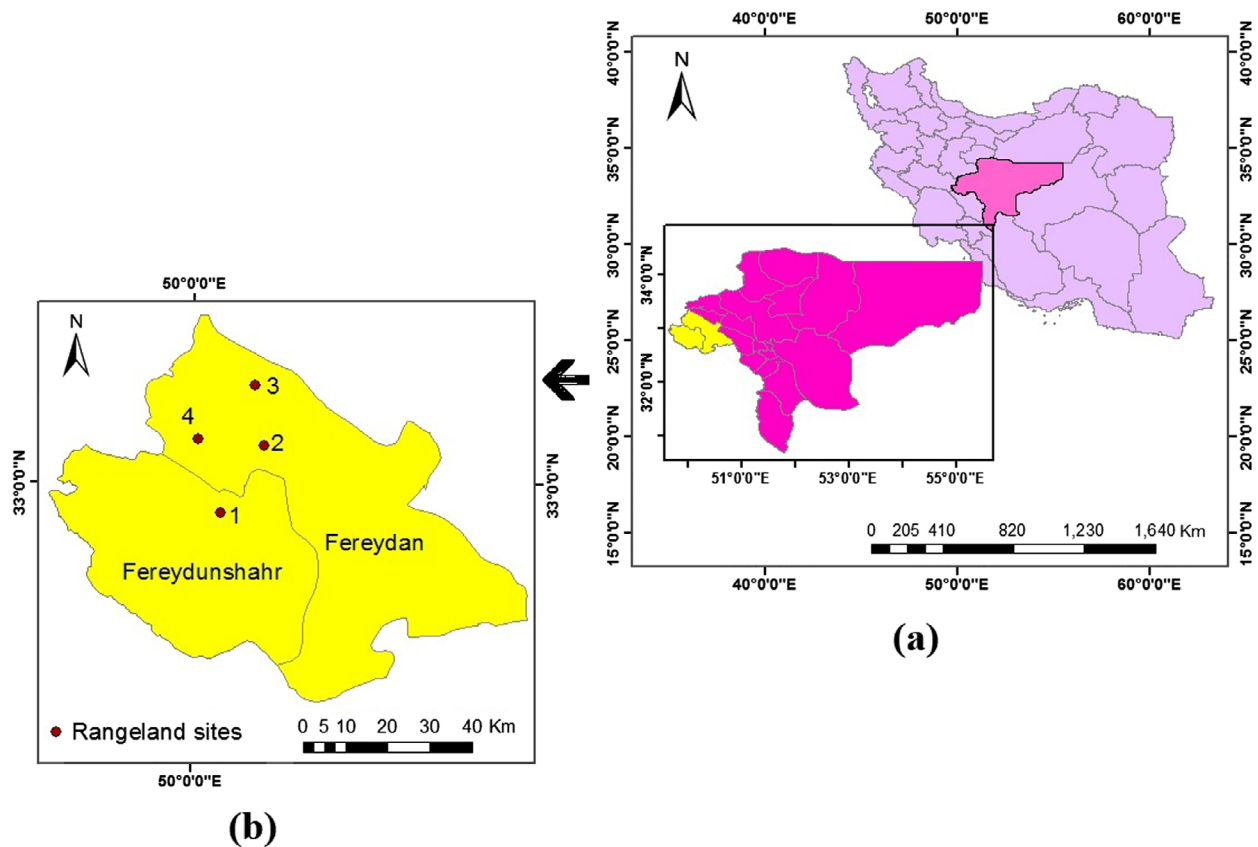 40°0'0"E 50°0'0"E 60°0'0"E
40°0'0"N
40°0'0"N
35°0'0"N
35°0'0"N
30°0'0"N
30°0'0"N
25°0'0"N
25°0'0"N
20°0'0"N
20°0'0"N
15°0'0"N
15°0'0"N
N
34°0'0"N
32°0'0"N
51°0'0"E 53°0'0"E 55°0'0"E
0 205 410 820 1,230 1,640 Km
40°0'0"E 50°0'0"E 60°0'0"E
(a)
50°0'0"E
N
3
4
2
33°0'0"N
33°0'0"N
1
Fereydan
Fereydunshahr
Rangeland sites
0 5 10 20 30 40 Km
50°0'0"E
(b)